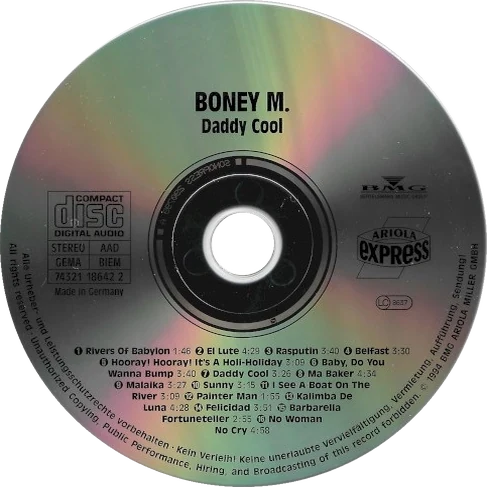 BONEY M.
Daddy Cool
COMPACT
disc
DIGITAL AUDIO
STEREO AAD
GEMA BIEM
74321 18642 2
Made in Germany
BMG
ARIOLA
EXPRESS
LC 8637
1 Rivers Of Babylon 1:46 2 El Lute 4:29 3 Rasputin 3:40 4 Belfast 3:30
5 Hooray! Hooray! It's A Holi-Holiday 3:09 6 Baby, Do You
Wanna Bump 3:40 7 Daddy Cool 3:26 8 Ma Baker 4:34
9 Malaika 3:27 10 Sunny 3:15 11 I See A Boat On The
River 3:09 12 Painter Man 1:55 13 Kalimba De
Luna 4:28 14 Felicidad 3:51 15 Barbarella
Fortuneteller 2:55 16 No Woman
No Cry 4:58
Alle Urheber- und Leistungsschutzrechte vorbehalten · Kein Verleih! Keine unerlaubte Vervielfältigung, Vermietung, Aufführung, Sendung!
All rights reserved. Unauthorized Copying, Public Performance, Hiring, and Broadcasting of this record forbidden. © 1994 BMG ARIOLA MILLER GMBH